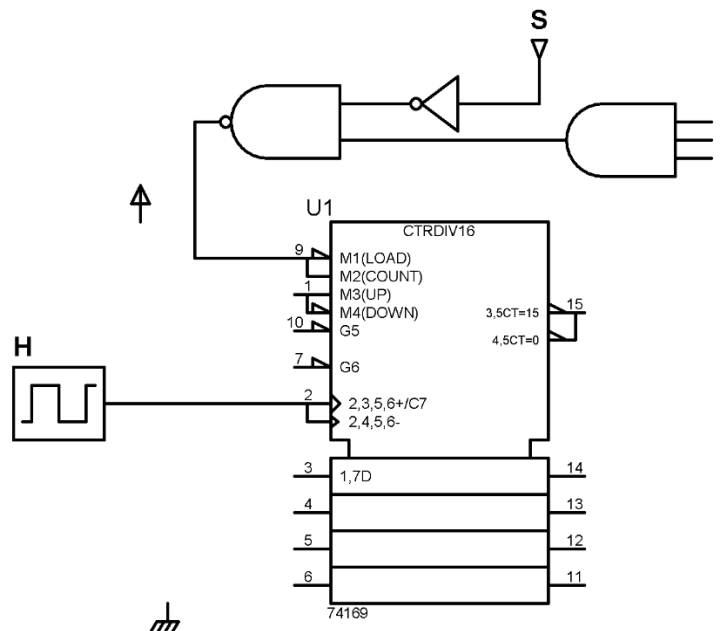 S
U1
CTRDIV16
9
M1(LOAD)
M2(COUNT)
1
M3(UP)
M4(DOWN)
3,5CT=15
15
10
G5
4,5CT=0
7
G6
H
2
2,3,5,6+/C7
2,4,5,6-
3
1,7D
14
4
13
5
12
6
11
74169